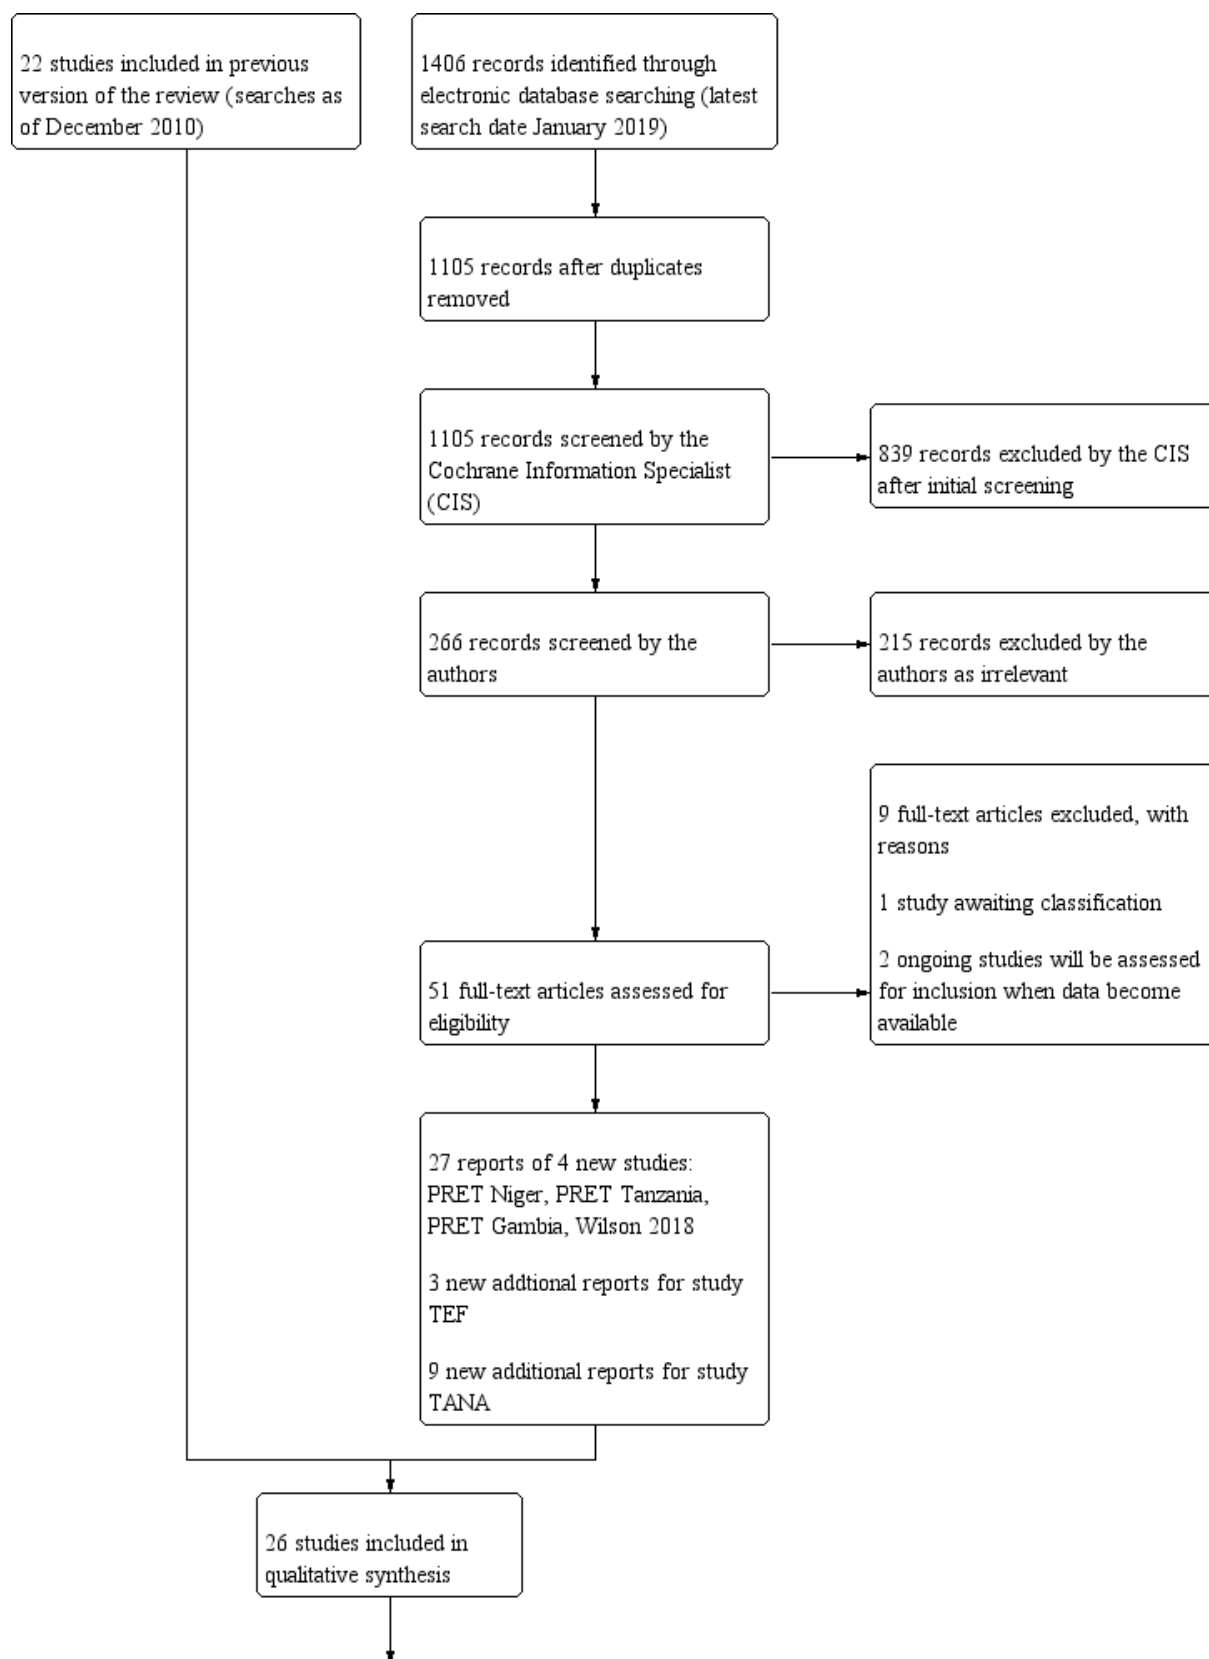 22 studies included in previous
version of the review (searches as
of December 2010)
1406 records identified through
electronic database searching (latest
search date January 2019)
1105 records after duplicates
removed
1105 records screened by the
Cochrane Information Specialist
(CIS)
839 records excluded by the CIS
after initial screening
266 records screened by the
authors
215 records excluded by the
authors as irrelevant
51 full-text articles assessed for
eligibility
9 full-text articles excluded, with
reasons
1 study awaiting classification
2 ongoing studies will be assessed
for inclusion when data become
available
27 reports of 4 new studies:
PRET Niger, PRET Tanzania,
PRET Gambia, Wilson 2018
3 new addtional reports for study
TEF
9 new additional reports for study
TANA
26 studies included in
qualitative synthesis